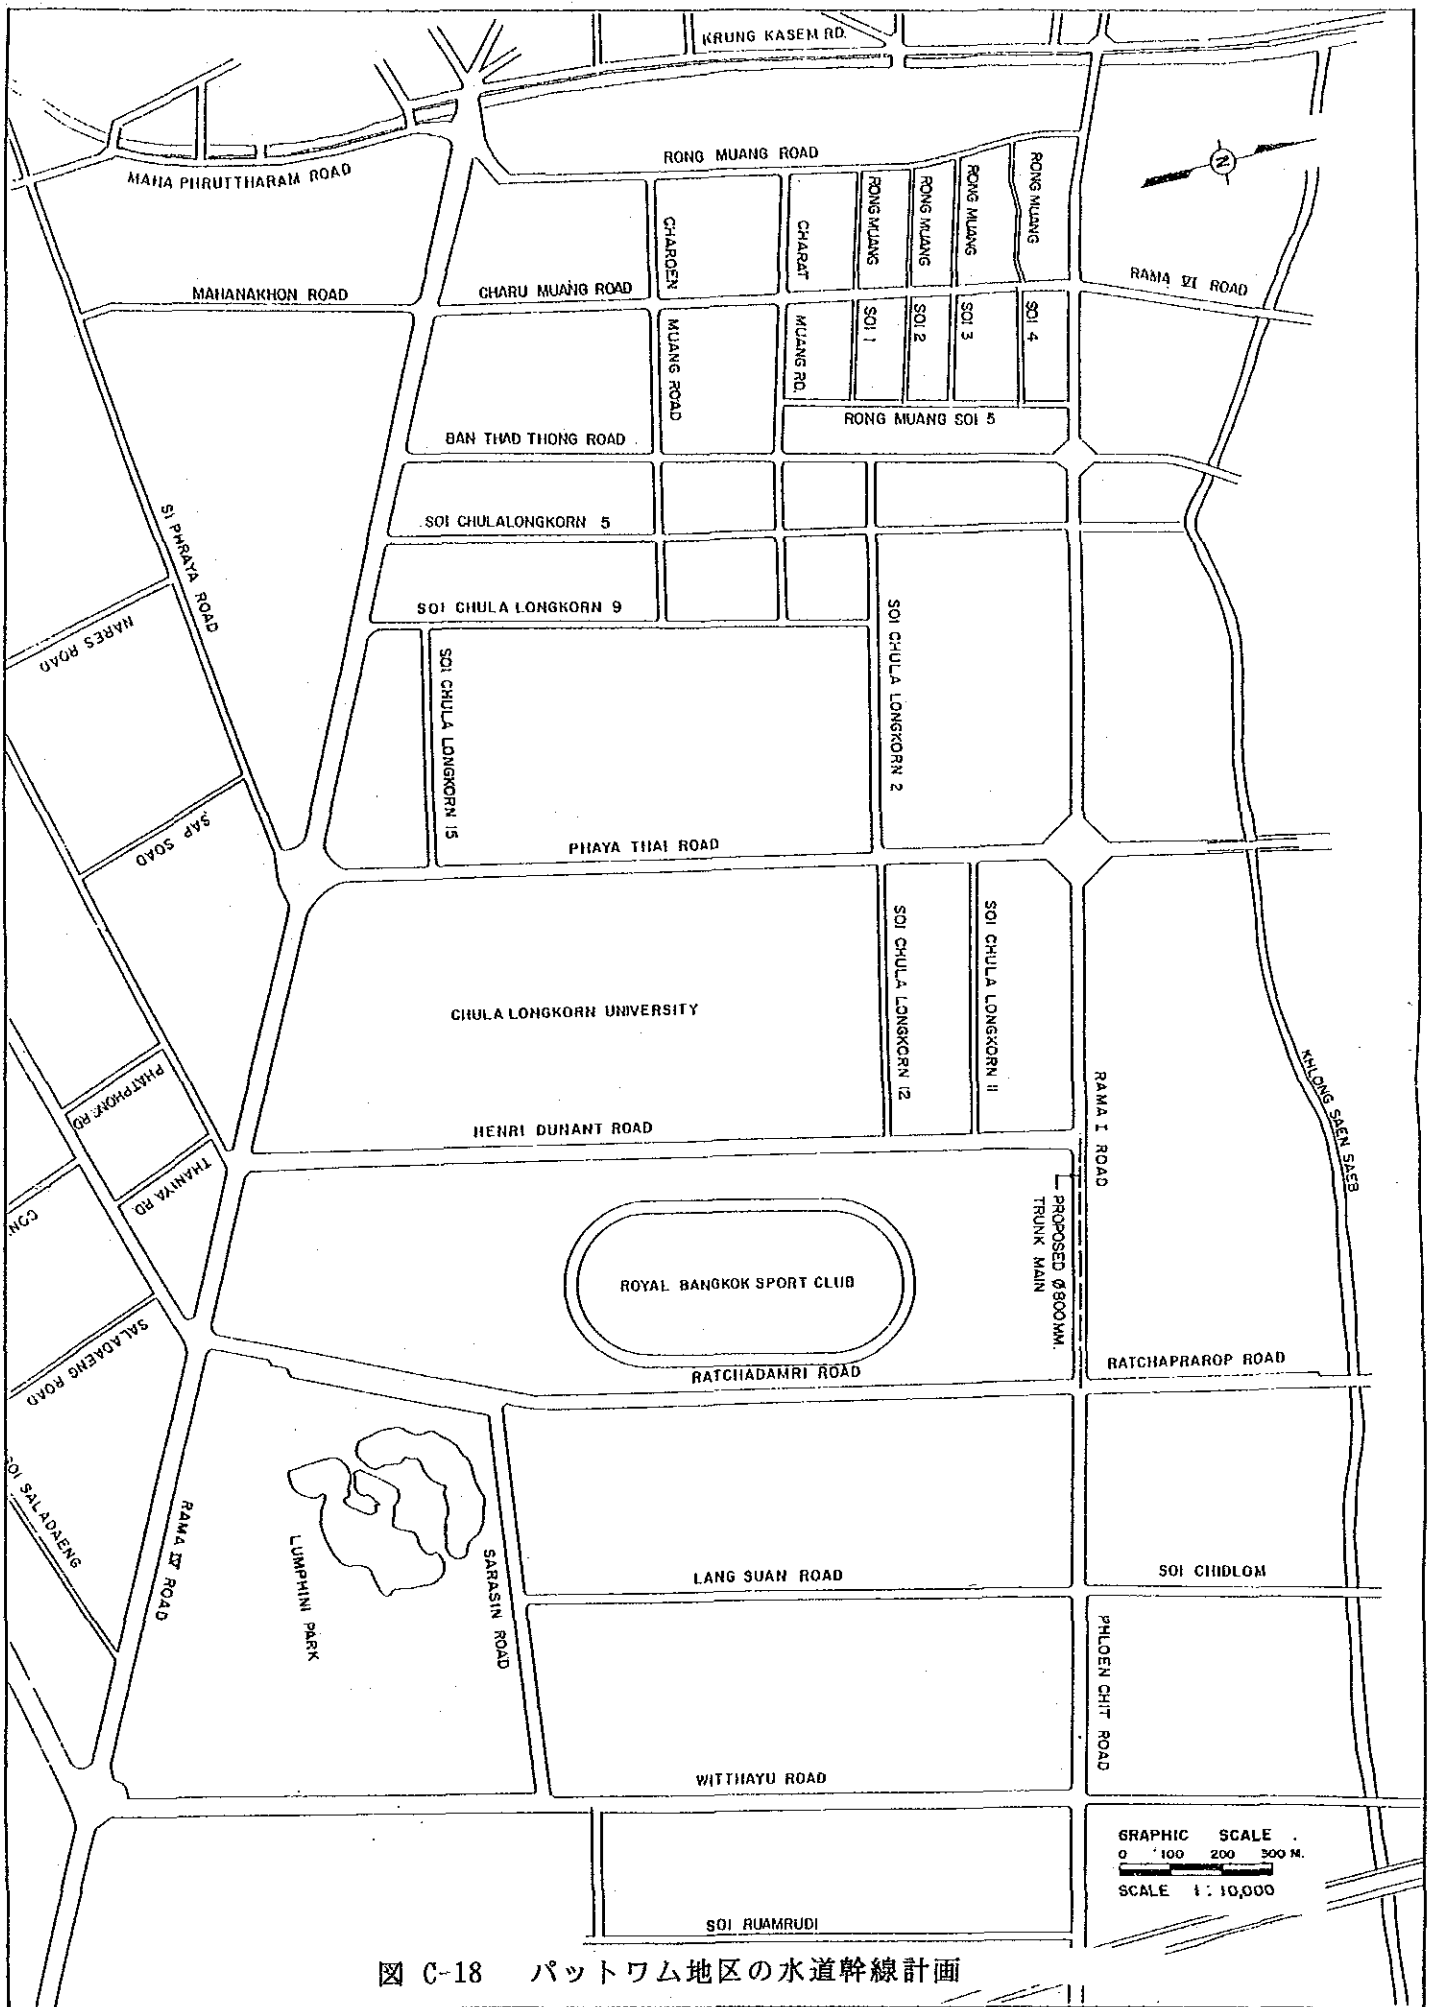 KRUNG KASEM RD.
RONG MUANG ROAD
MAHA PHRUTTHARAM ROAD
N
CHAROEN
MUANG ROAD
CHARAT
MUANG RD.
RONG MUANG
SOI 1
RONG MUANG
SOI 2
RONG MUANG
SOI 3
RONG MUANG
SOI 4
RAMA VI ROAD
MAHANAKHON ROAD
CHARU MUANG ROAD
RONG MUANG SOI 5
BAN THAD THONG ROAD
SOI CHULALONGKORN 5
SI PHRAYA ROAD
SOI CHULA LONGKORN 9
NARES ROAD
SOI CHULA LONGKORN 15
SOI CHULA LONGKORN 2
SAP SOAD
PHAYA THAI ROAD
SOI CHULA LONGKORN 12
SOI CHULA LONGKORN 11
CHULA LONGKORN UNIVERSITY
KHLONG SAEN SAEB
PHATPHONG RD.
RAMA I ROAD
HENRI DUNANT ROAD
THANIYA RD.
CON
PROPOSED Ø800MM.
TRUNK MAIN
ROYAL BANGKOK SPORT CLUB
SALADAENG ROAD
RATCHADAMRI ROAD
RATCHAPRAROP ROAD
SOI SALADAENG
RAMA IV ROAD
LUMPHINI PARK
SARASIN ROAD
LANG SUAN ROAD
SOI CHIDLOM
PHLOEN CHIT ROAD
WITTHAYU ROAD
GRAPHIC SCALE
0 100 200 300 M.
SCALE 1:10,000
SOI RUAMRUDI
図 C-18 パットワム地区の水道幹線計画